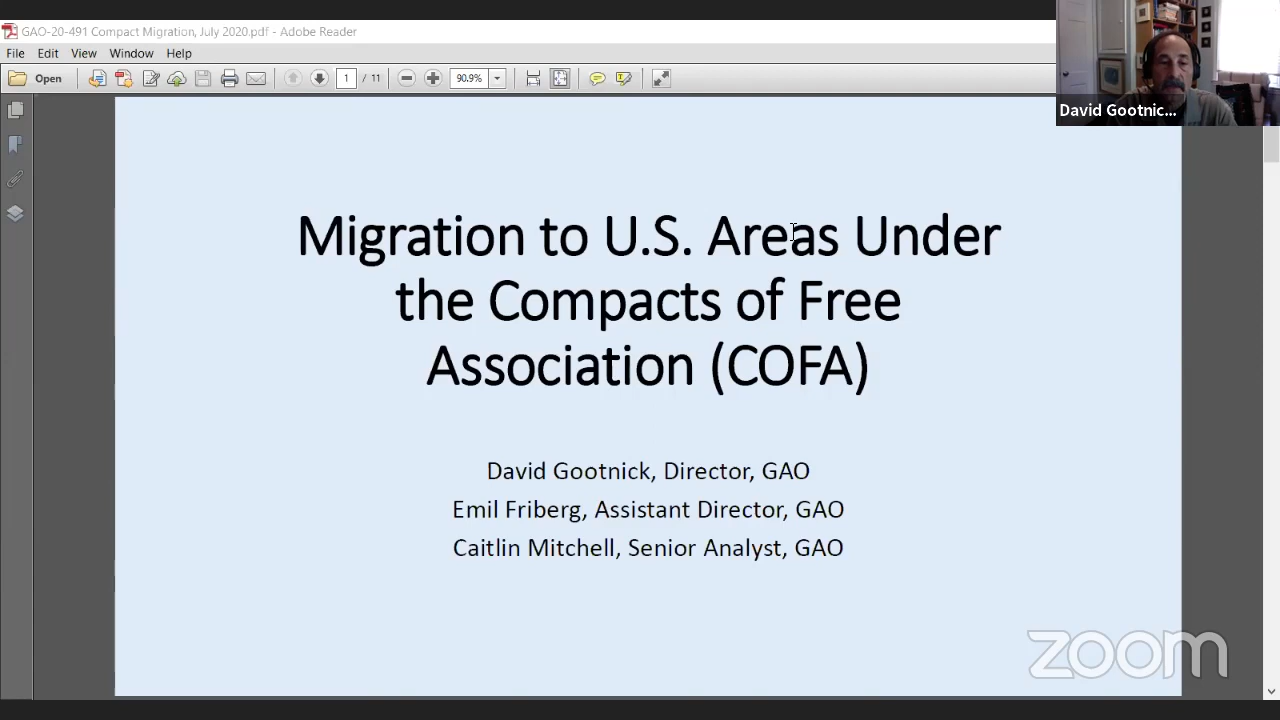 GAO-20-491 Compact Migration, July 2020.pdf - Adobe Reader
File Edit View Window Help
Open 1 / 11 90.9%
David Gootnic...
Migration to U.S. Areas Under
the Compacts of Free
Association (COFA)
David Gootnick, Director, GAO
Emil Friberg, Assistant Director, GAO
Caitlin Mitchell, Senior Analyst, GAO
zoom